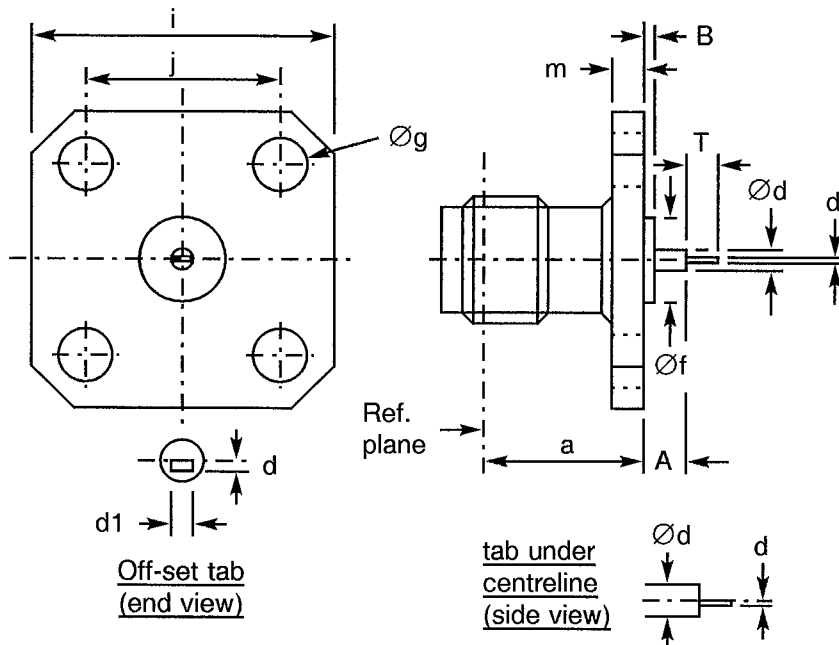 i
j
B
m
Øg
T
Ød
d
Øf
Ref.
plane
a
A
d
d1
Off-set tab
(end view)
tab under
centreline
(side view)
Ød
d